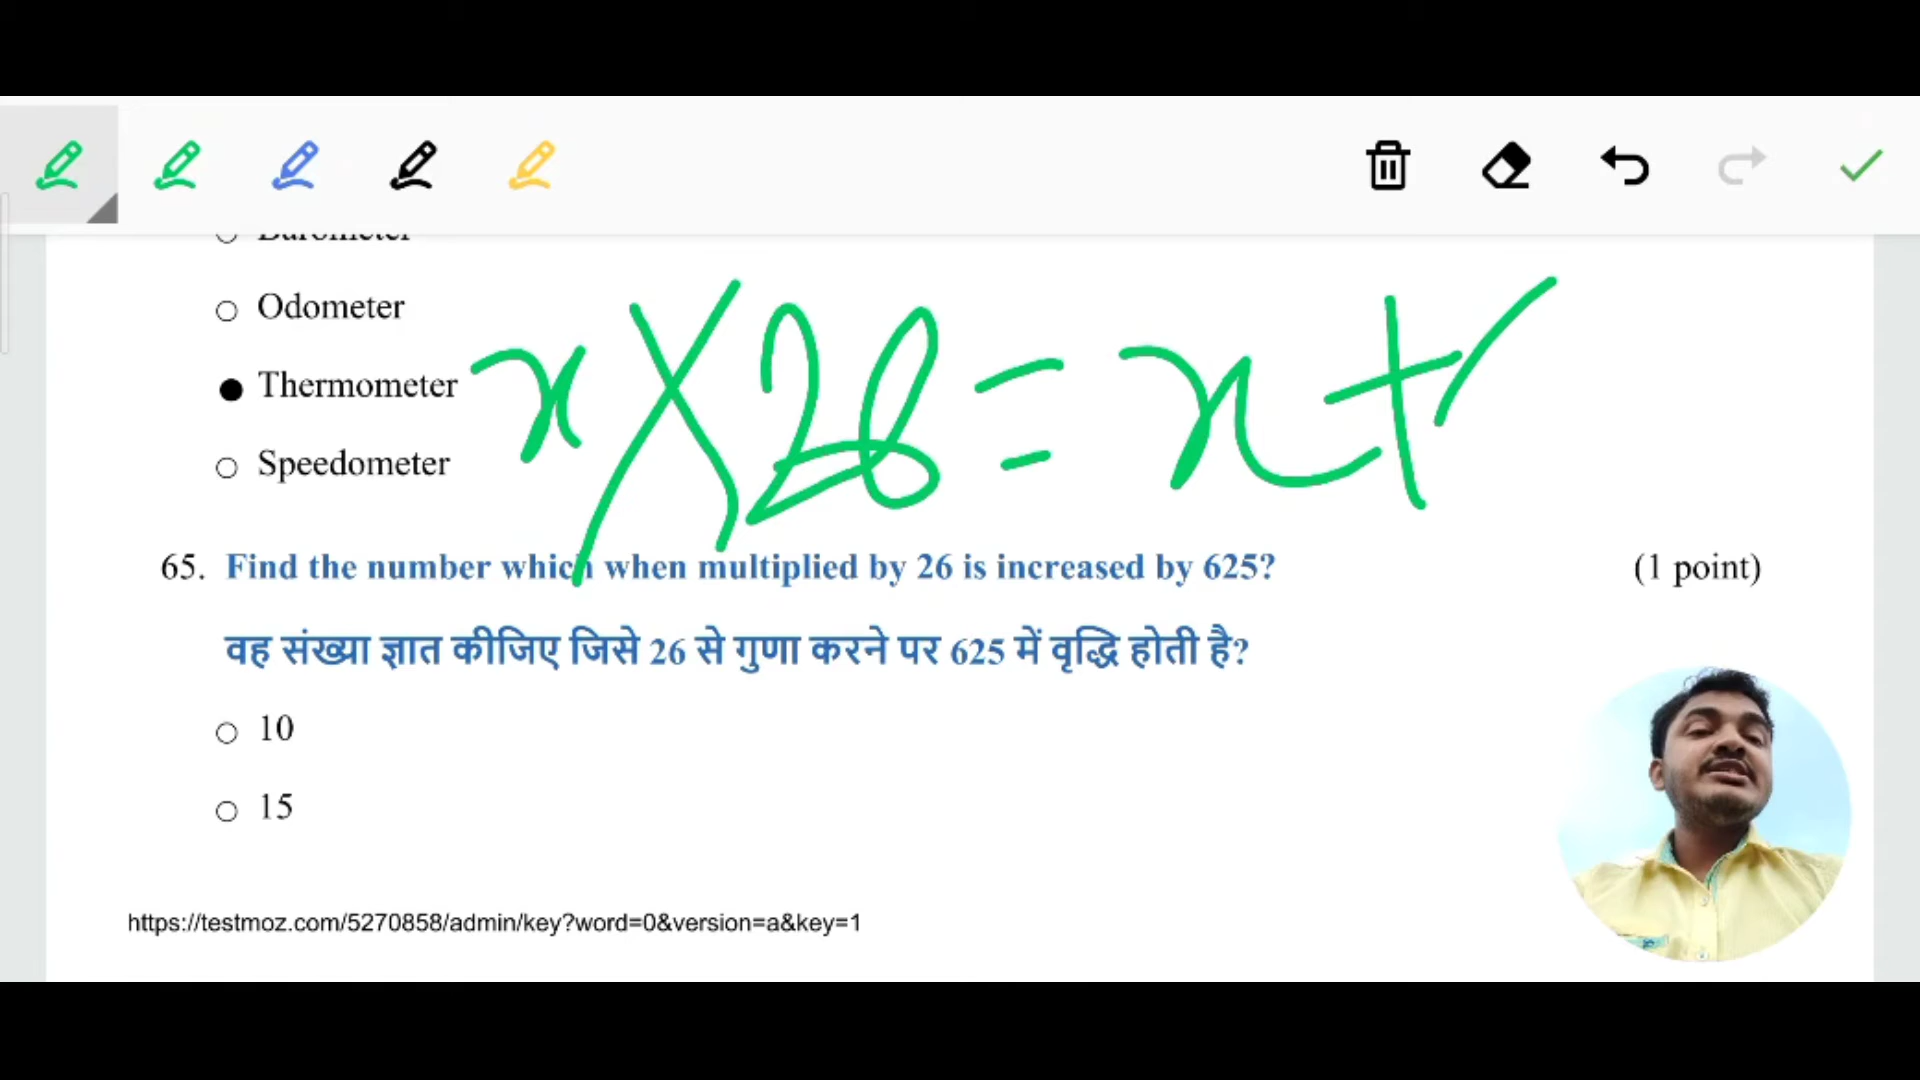 Barometer
Odometer
Thermometer
Speedometer
x × 26 = x +
65. Find the number which when multiplied by 26 is increased by 625? (1 point)
वह संख्या ज्ञात कीजिए जिसे 26 से गुणा करने पर 625 में वृद्धि होती है?
10
15
https://testmoz.com/5270858/admin/key?word=0&version=a&key=1